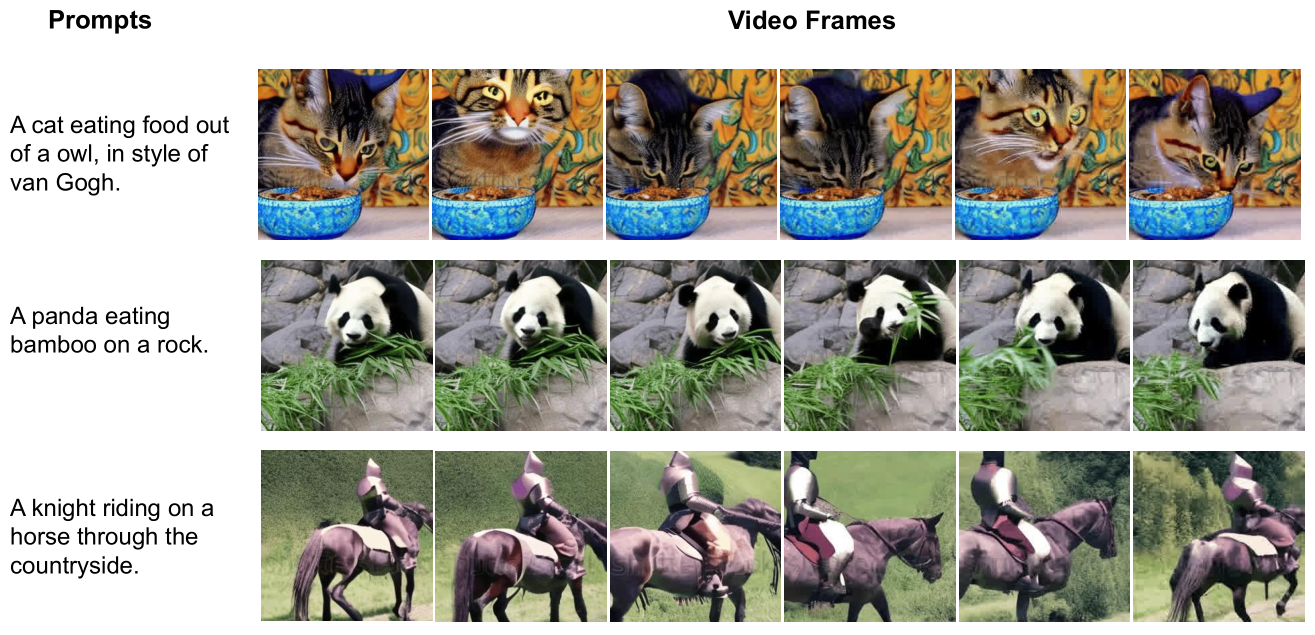 Prompts
Video Frames
A cat eating food out
of a owl, in style of
van Gogh.
A panda eating
bamboo on a rock.
A knight riding on a
horse through the
countryside.